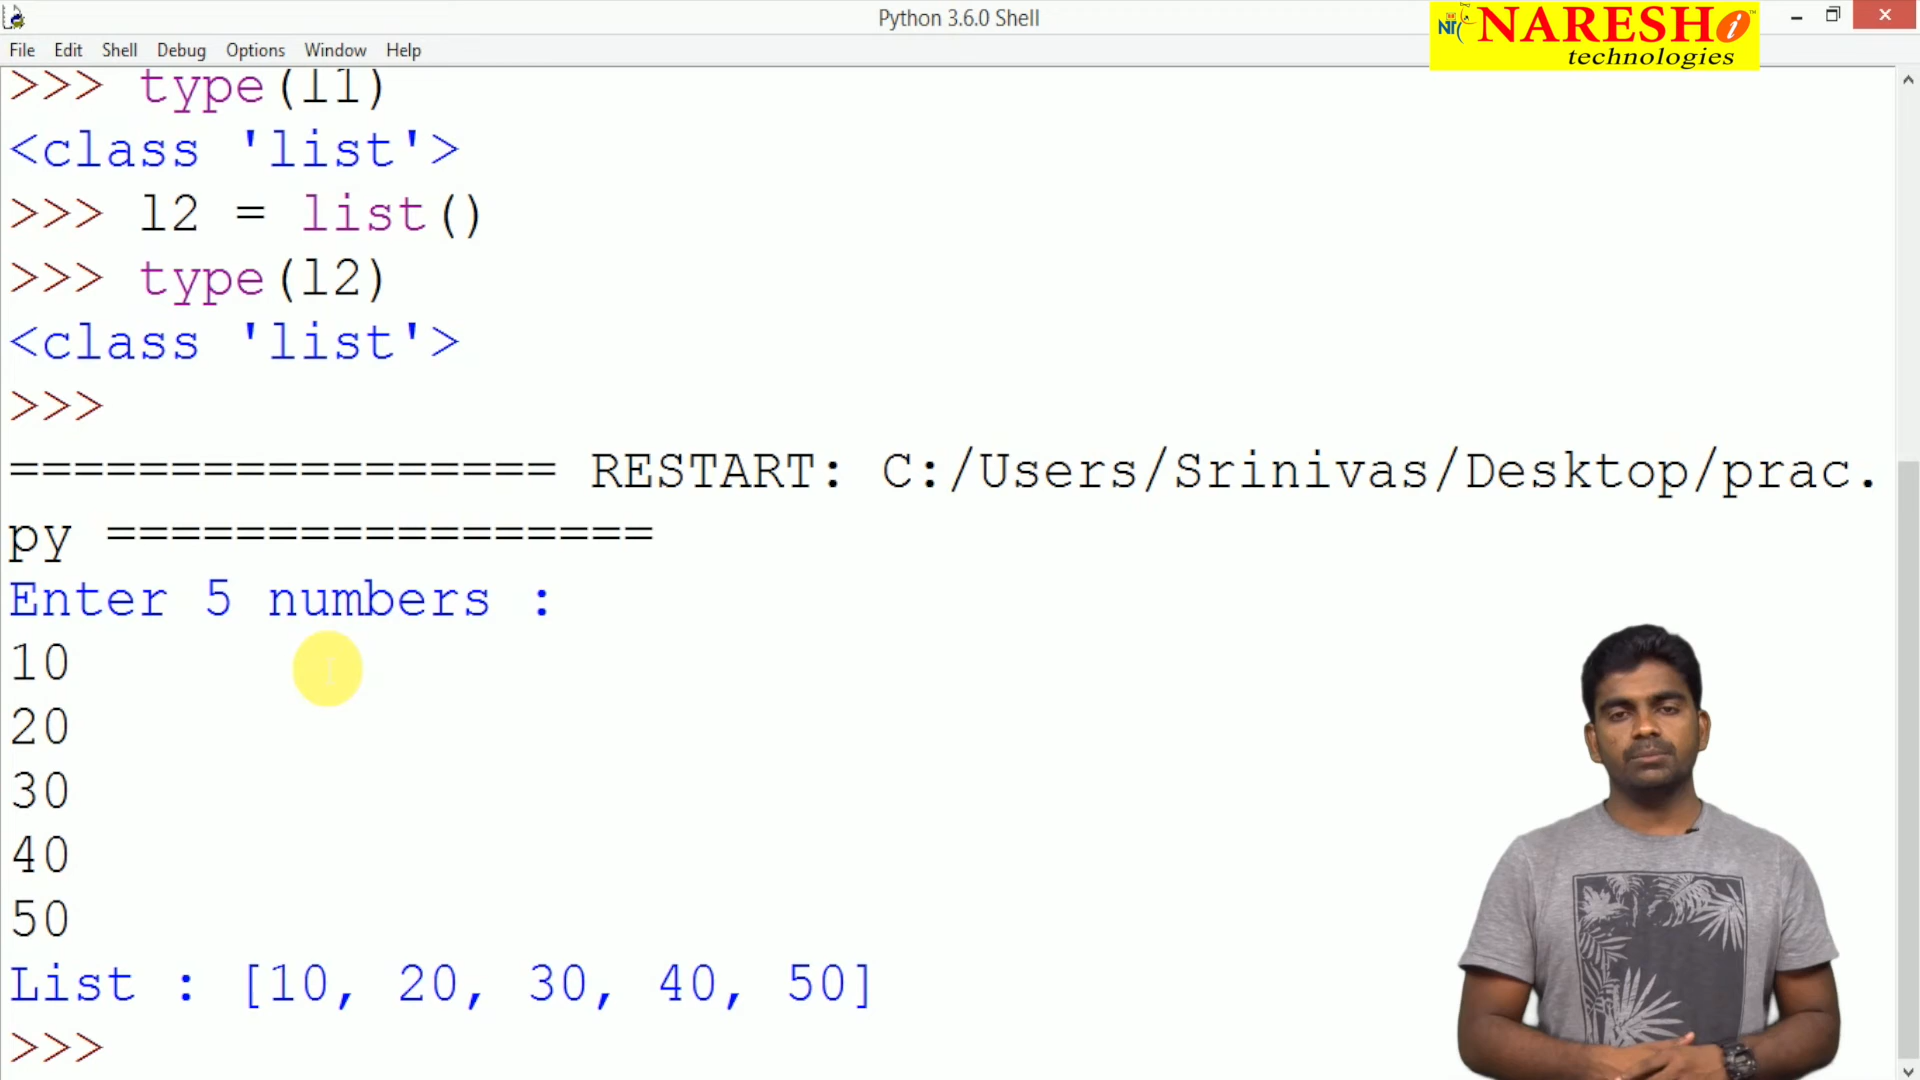 Python 3.6.0 Shell
NT NARESH i
technologies
File Edit Shell Debug Options Window Help
>>> type(l1)
<class 'list'>
>>> l2 = list()
>>> type(l2)
<class 'list'>
>>>
================= RESTART: C:/Users/Srinivas/Desktop/prac.
py =================
Enter 5 numbers :
10
20
30
40
50
List : [10, 20, 30, 40, 50]
>>>